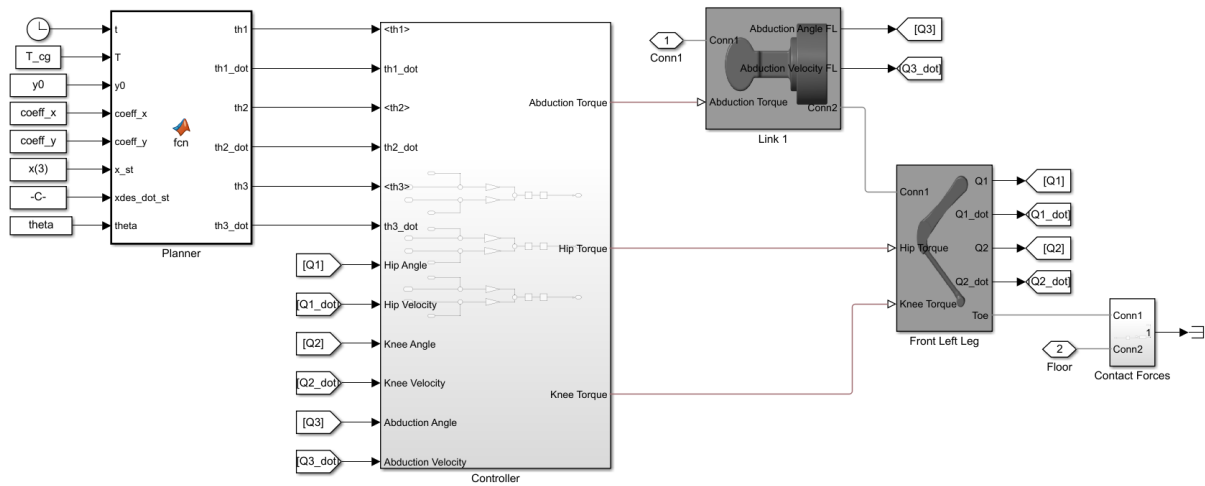 t
T_cg
T
y0
y0
coeff_x
coeff_x
coeff_y
coeff_y
x(3)
x_st
-C-
xdes_dot_st
theta
theta
fcn
th1
th1_dot
th2
th2_dot
th3
th3_dot
Planner
<th1>
th1_dot
<th2>
th2_dot
<th3>
th3_dot
[Q1]
Hip Angle
[Q1_dot]
Hip Velocity
[Q2]
Knee Angle
[Q2_dot]
Knee Velocity
[Q3]
Abduction Angle
[Q3_dot]
Abduction Velocity
Abduction Torque
Hip Torque
Knee Torque
Controller
1
Conn1
Conn1
Abduction Torque
Abduction Angle FL
Abduction Velocity FL
Conn2
Link 1
[Q3]
[Q3_dot]
Conn1
Hip Torque
Knee Torque
Q1
Q1_dot
Q2
Q2_dot
Toe
Front Left Leg
[Q1]
[Q1_dot]
[Q2]
[Q2_dot]
2
Floor
Conn1
1
Conn2
Contact Forces